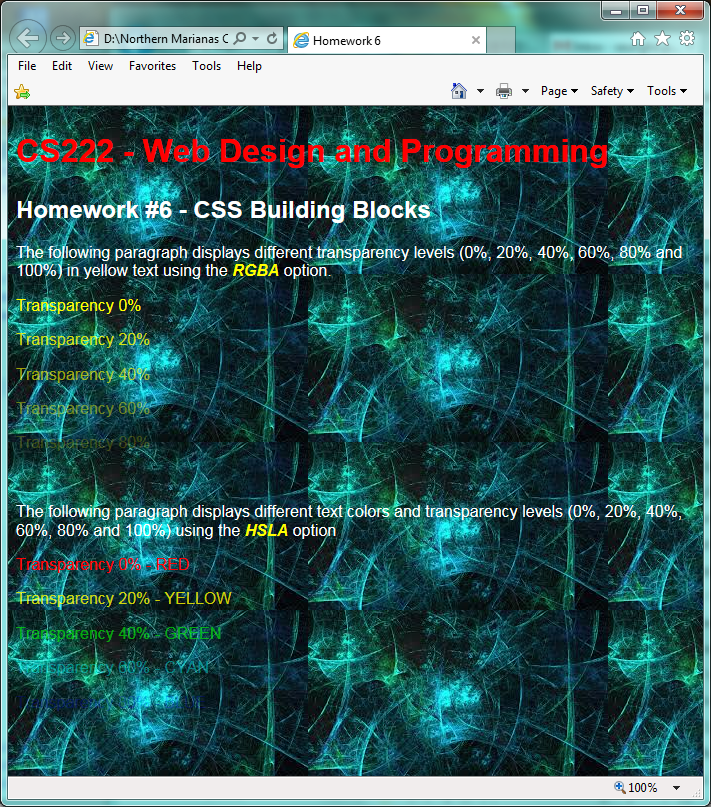 D:\Northern Marianas C
Homework 6
File Edit View Favorites Tools Help
Page Safety Tools
CS222 - Web Design and Programming
Homework #6 - CSS Building Blocks
The following paragraph displays different transparency levels (0%, 20%, 40%, 60%, 80% and
100%) in yellow text using the RGBA option.
Transparency 0%
Transparency 20%
Transparency 40%
Transparency 60%
Transparency 80%
The following paragraph displays different text colors and transparency levels (0%, 20%, 40%,
60%, 80% and 100%) using the HSLA option
Transparency 0% - RED
Transparency 20% - YELLOW
Transparency 40% - GREEN
Transparency 60% - CYAN
100%